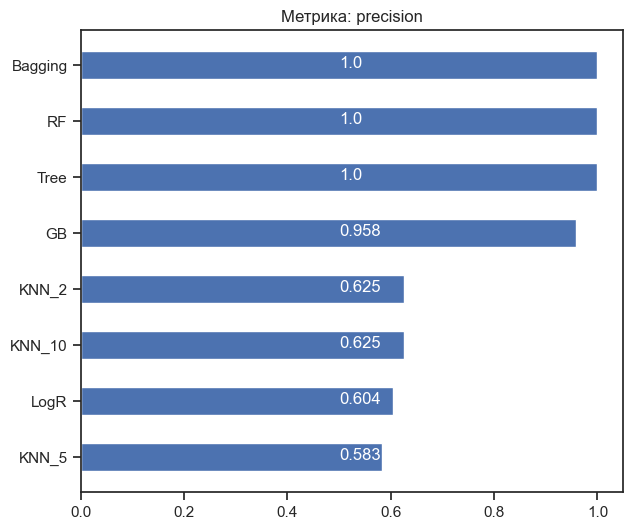 Метрика: precision
Bagging 1.0
RF 1.0
Tree 1.0
GB 0.958
KNN_2 0.625
KNN_10 0.625
LogR 0.604
KNN_5 0.583
0.0 0.2 0.4 0.6 0.8 1.0